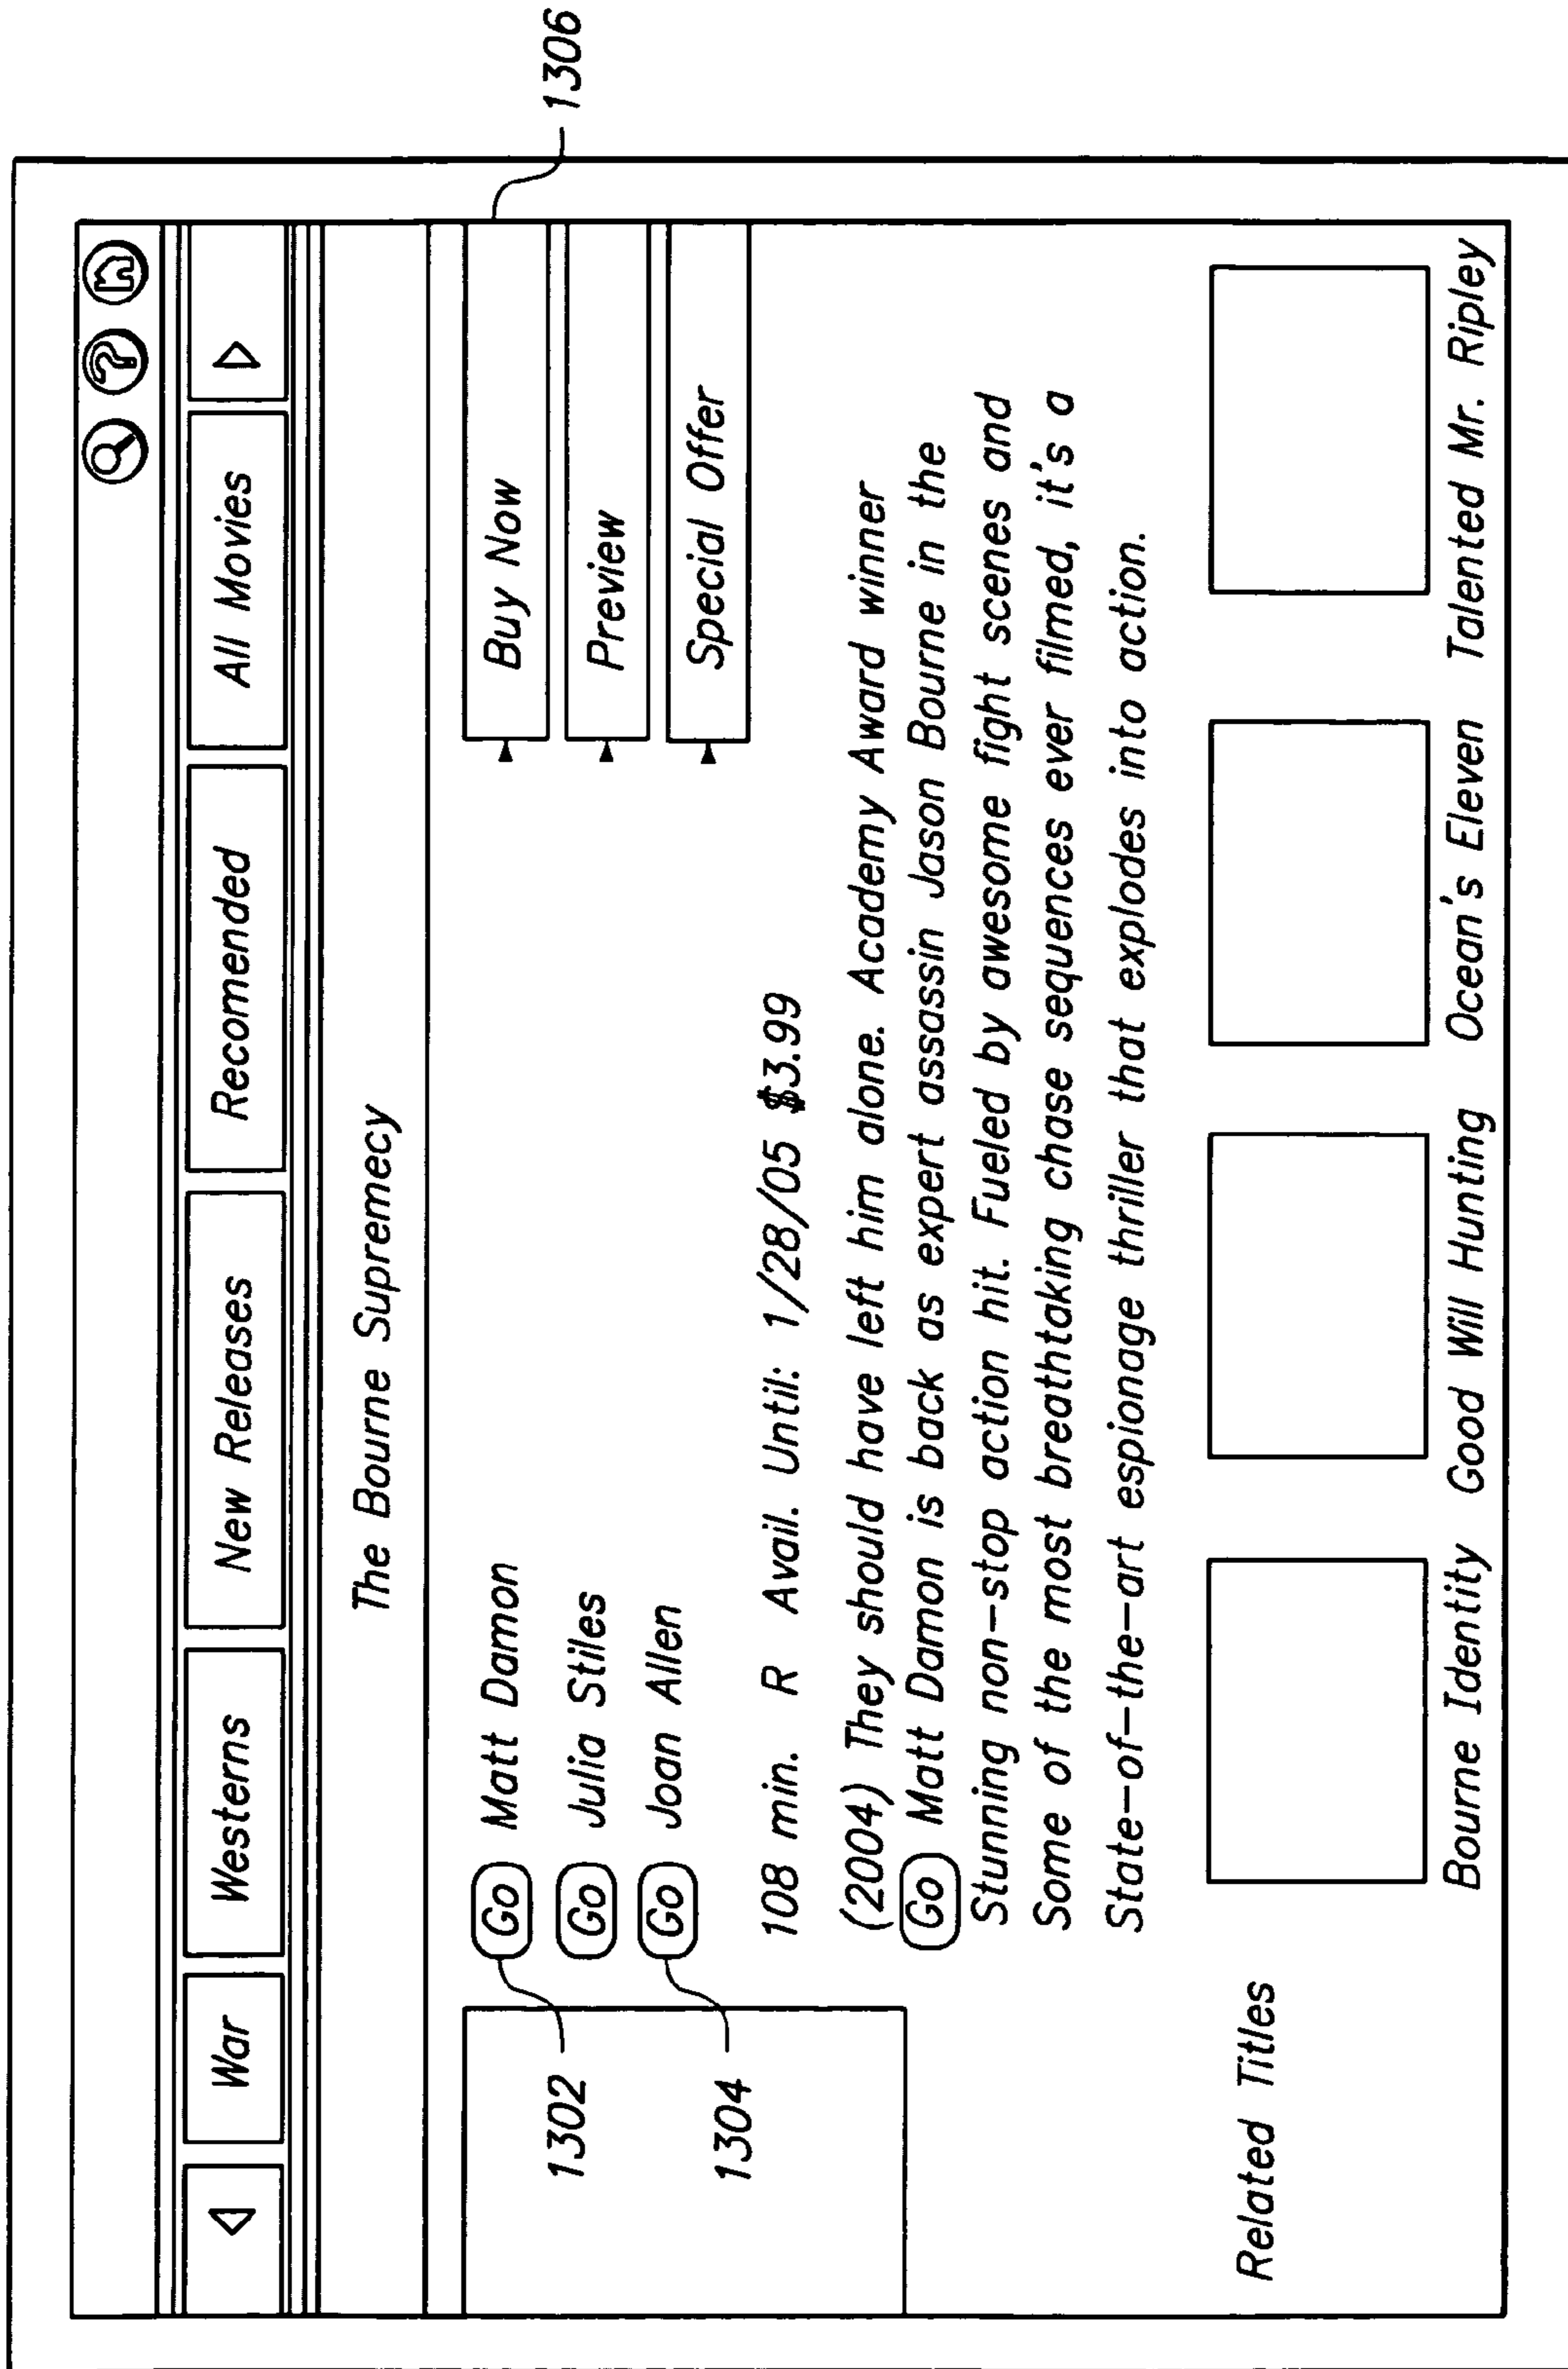 War Westerns New Releases Recomended All Movies
The Bourne Supremecy
Go Matt Damon
Go Julia Stiles
Go Joan Allen
Buy Now
Preview
Special Offer
1302
1304
1306
108 min. R Avail. Until: 1/28/05 $3.99
(2004) They should have left him alone. Academy Award winner
Go Matt Damon is back as expert assassin Jason Bourne in the
Stunning non-stop action hit. Fueled by awesome fight scenes and
Some of the most breathtaking chase sequences ever filmed, it's a
State-of-the-art espionage thriller that explodes into action.
Related Titles
Bourne Identity Good Will Hunting Ocean's Eleven Talented Mr. Ripley